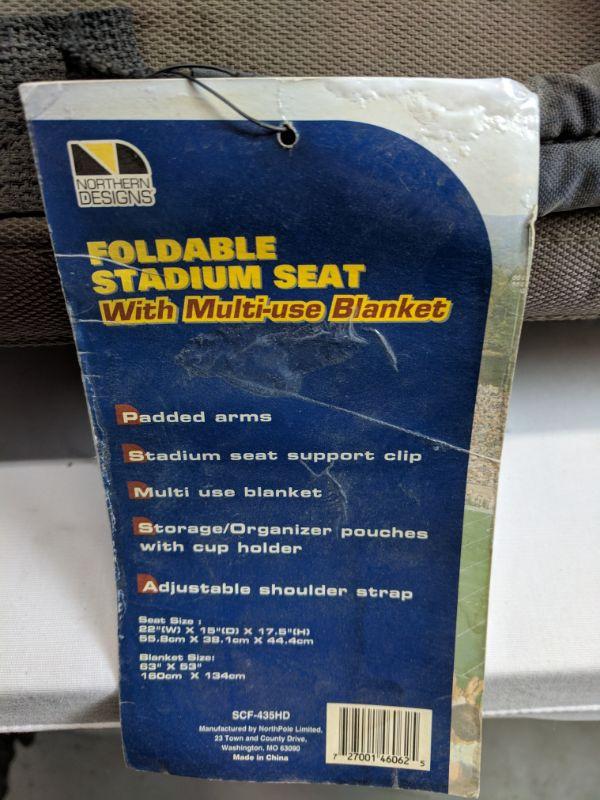 NORTHERN
DESIGNS
FOLDABLE
STADIUM SEAT
With Multi-use Blanket
Padded arms
Stadium seat support clip
Multi use blanket
Storage/Organizer pouches
with cup holder
Adjustable shoulder strap
Seat Size :
22"(W) X 15"(D) X 17.5"(H)
55.8cm X 38.1cm X 44.4cm
Blanket Size:
63" X 53"
160cm X 134cm
SCF-435HD
Manufactured by NorthPole Limited,
23 Town and County Drive,
Washington, MO 63090
Made in China
7 27001 46062 5